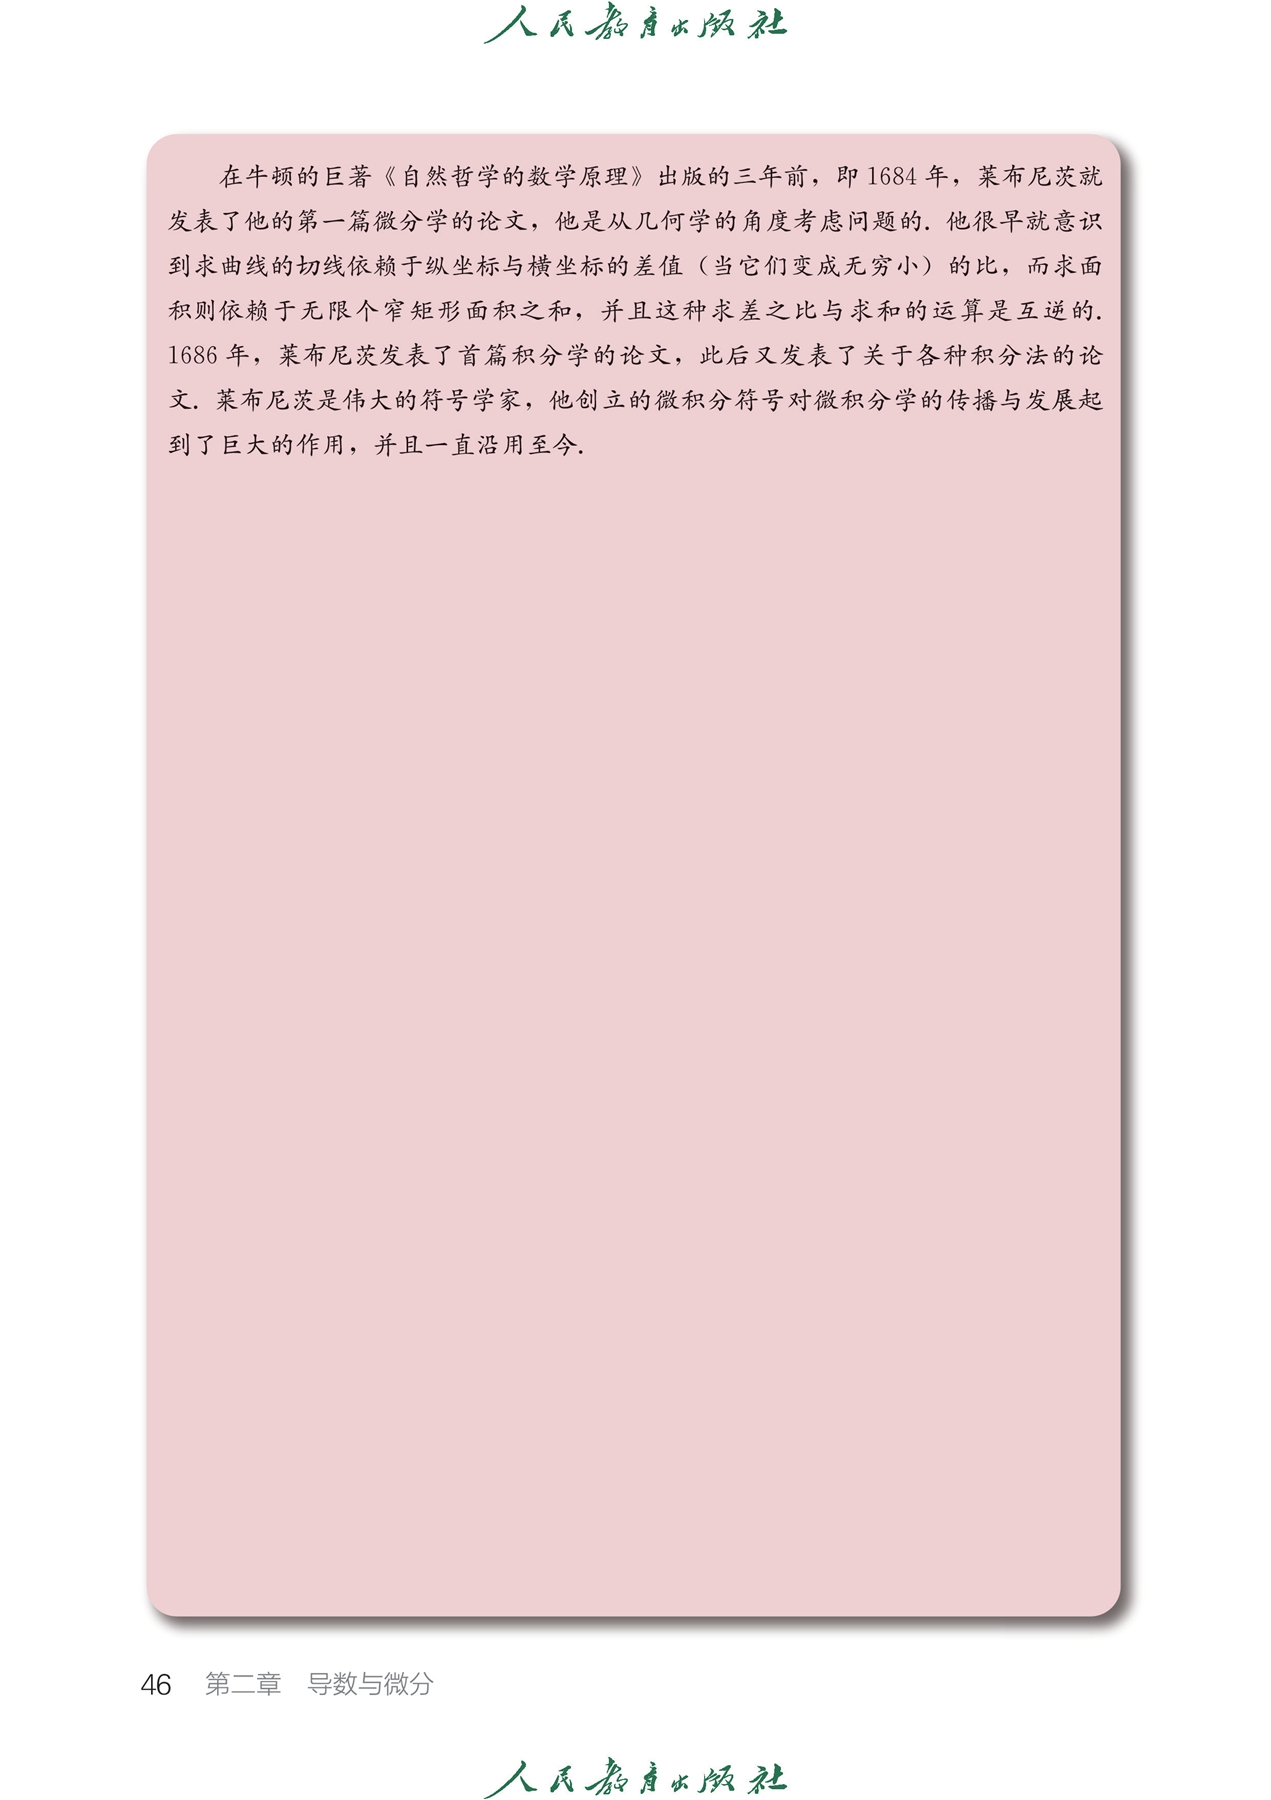 人民教育出版社
在牛顿的巨著《自然哲学的数学原理》出版的三年前，即 1684 年，莱布尼茨就
发表了他的第一篇微分学的论文，他是从几何学的角度考虑问题的．他很早就意识
到求曲线的切线依赖于纵坐标与横坐标的差值（当它们变成无穷小）的比，而求面
积则依赖于无限个窄矩形面积之和，并且这种求差之比与求和的运算是互逆的．
1686 年，莱布尼茨发表了首篇积分学的论文，此后又发表了关于各种积分法的论
文．莱布尼茨是伟大的符号学家，他创立的微积分符号对微积分学的传播与发展起
到了巨大的作用，并且一直沿用至今．
46 第二章 导数与微分
人民教育出版社